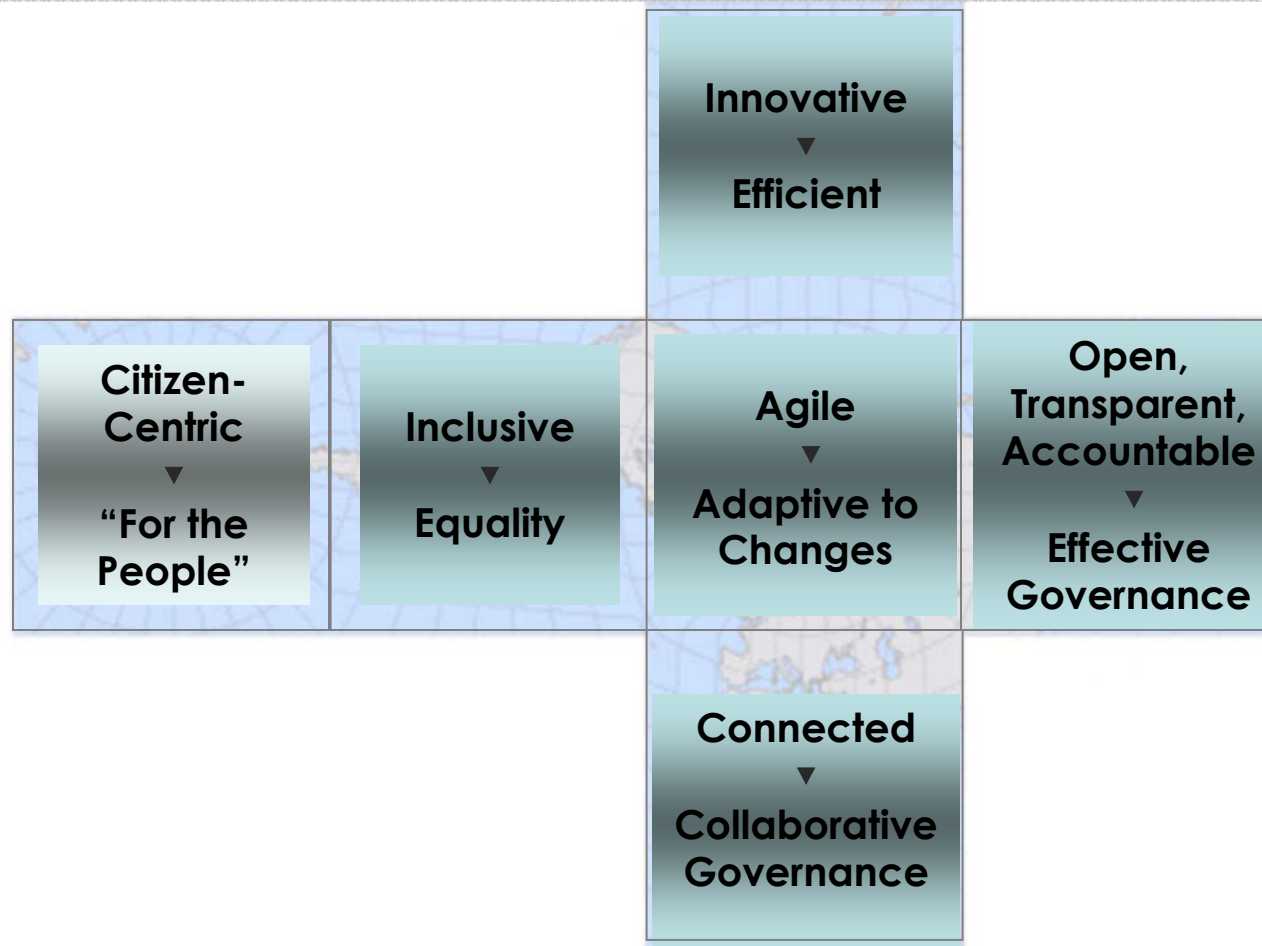 Innovative
▼
Efficient
Citizen-
Centric
▼
“For the
People”
Inclusive
▼
Equality
Agile
▼
Adaptive to
Changes
Open,
Transparent,
Accountable
▼
Effective
Governance
Connected
▼
Collaborative
Governance